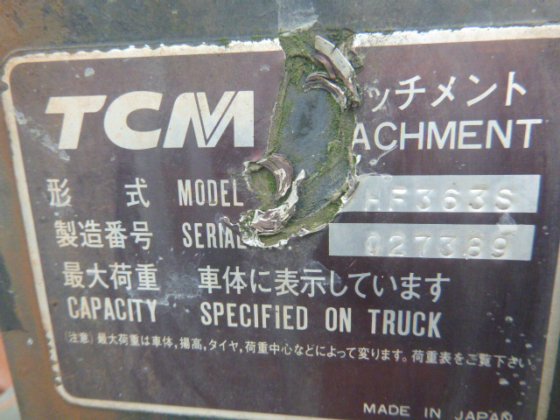 TCM ッチメント
ACHMENT
形 式 MODEL HF363S
製造番号 SERIAL 027389
最大荷重 車体に表示しています
CAPACITY SPECIFIED ON TRUCK
(注意) 最大荷重は車体,揚高,タイヤ,荷重中心などによって変ります。荷重表をご覧下さい
MADE IN JAPAN